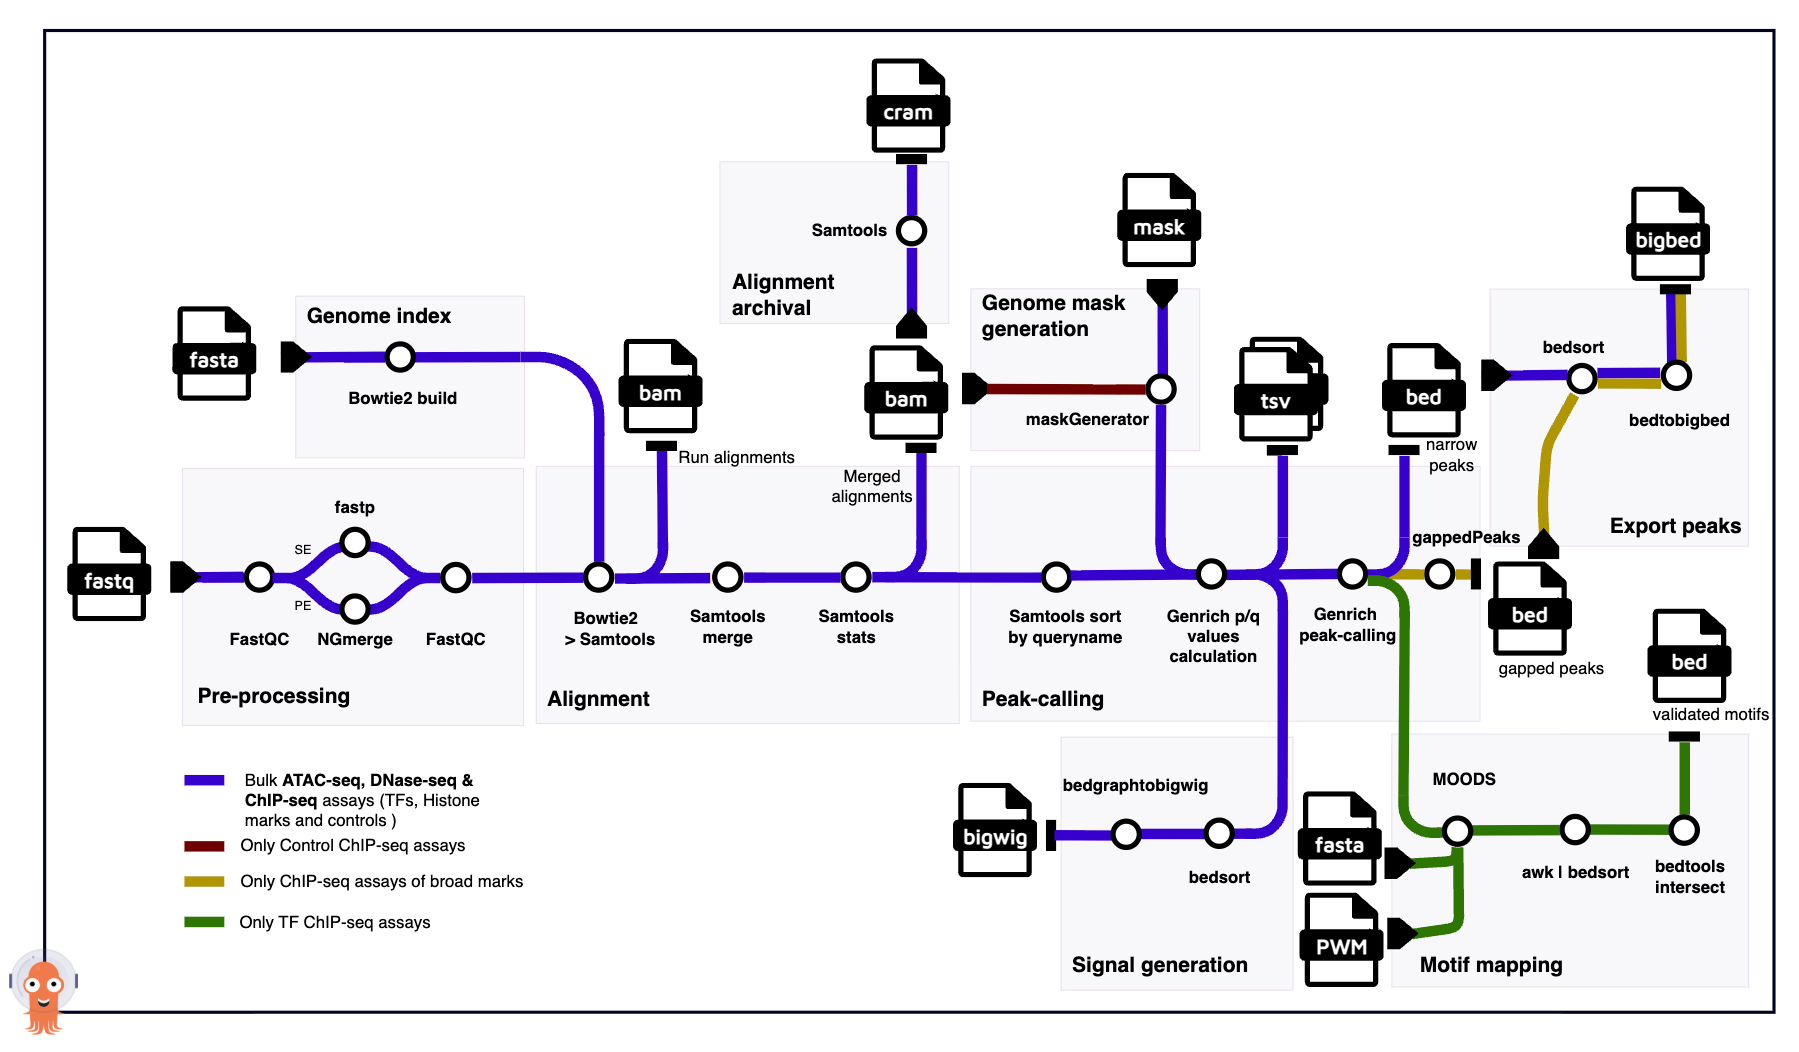 cram
Samtools
Alignment
archival
mask
bigbed
Genome index
fasta
Bowtie2 build
bam
Run alignments
bam
Merged
alignments
Genome mask
generation
maskGenerator
tsv
bed
narrow
peaks
bedsort
bedtobigbed
Export peaks
fastq
fastp
SE
PE
FastQC
NGmerge
FastQC
Pre-processing
Bowtie2
> Samtools
Samtools
merge
Samtools
stats
Alignment
Samtools sort
by queryname
Genrich p/q
values
calculation
Genrich
peak-calling
gappedPeaks
Peak-calling
bed
gapped peaks
bed
validated motifs
Bulk ATAC-seq, DNase-seq &
ChIP-seq assays (TFs, Histone
marks and controls )
Only Control ChIP-seq assays
Only ChIP-seq assays of broad marks
Only TF ChIP-seq assays
bedgraphtobigwig
bigwig
bedsort
Signal generation
MOODS
fasta
PWM
awk | bedsort
bedtools
intersect
Motif mapping